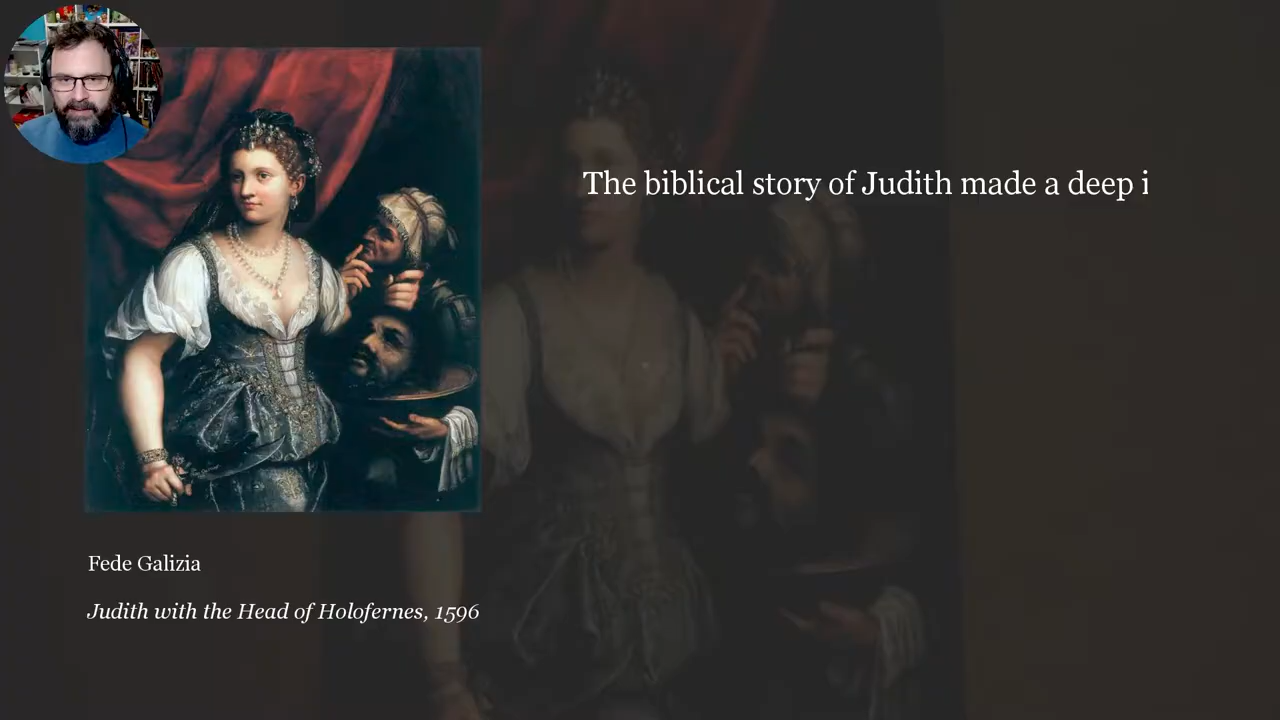 The biblical story of Judith made a deep i
Fede Galizia
Judith with the Head of Holofernes, 1596